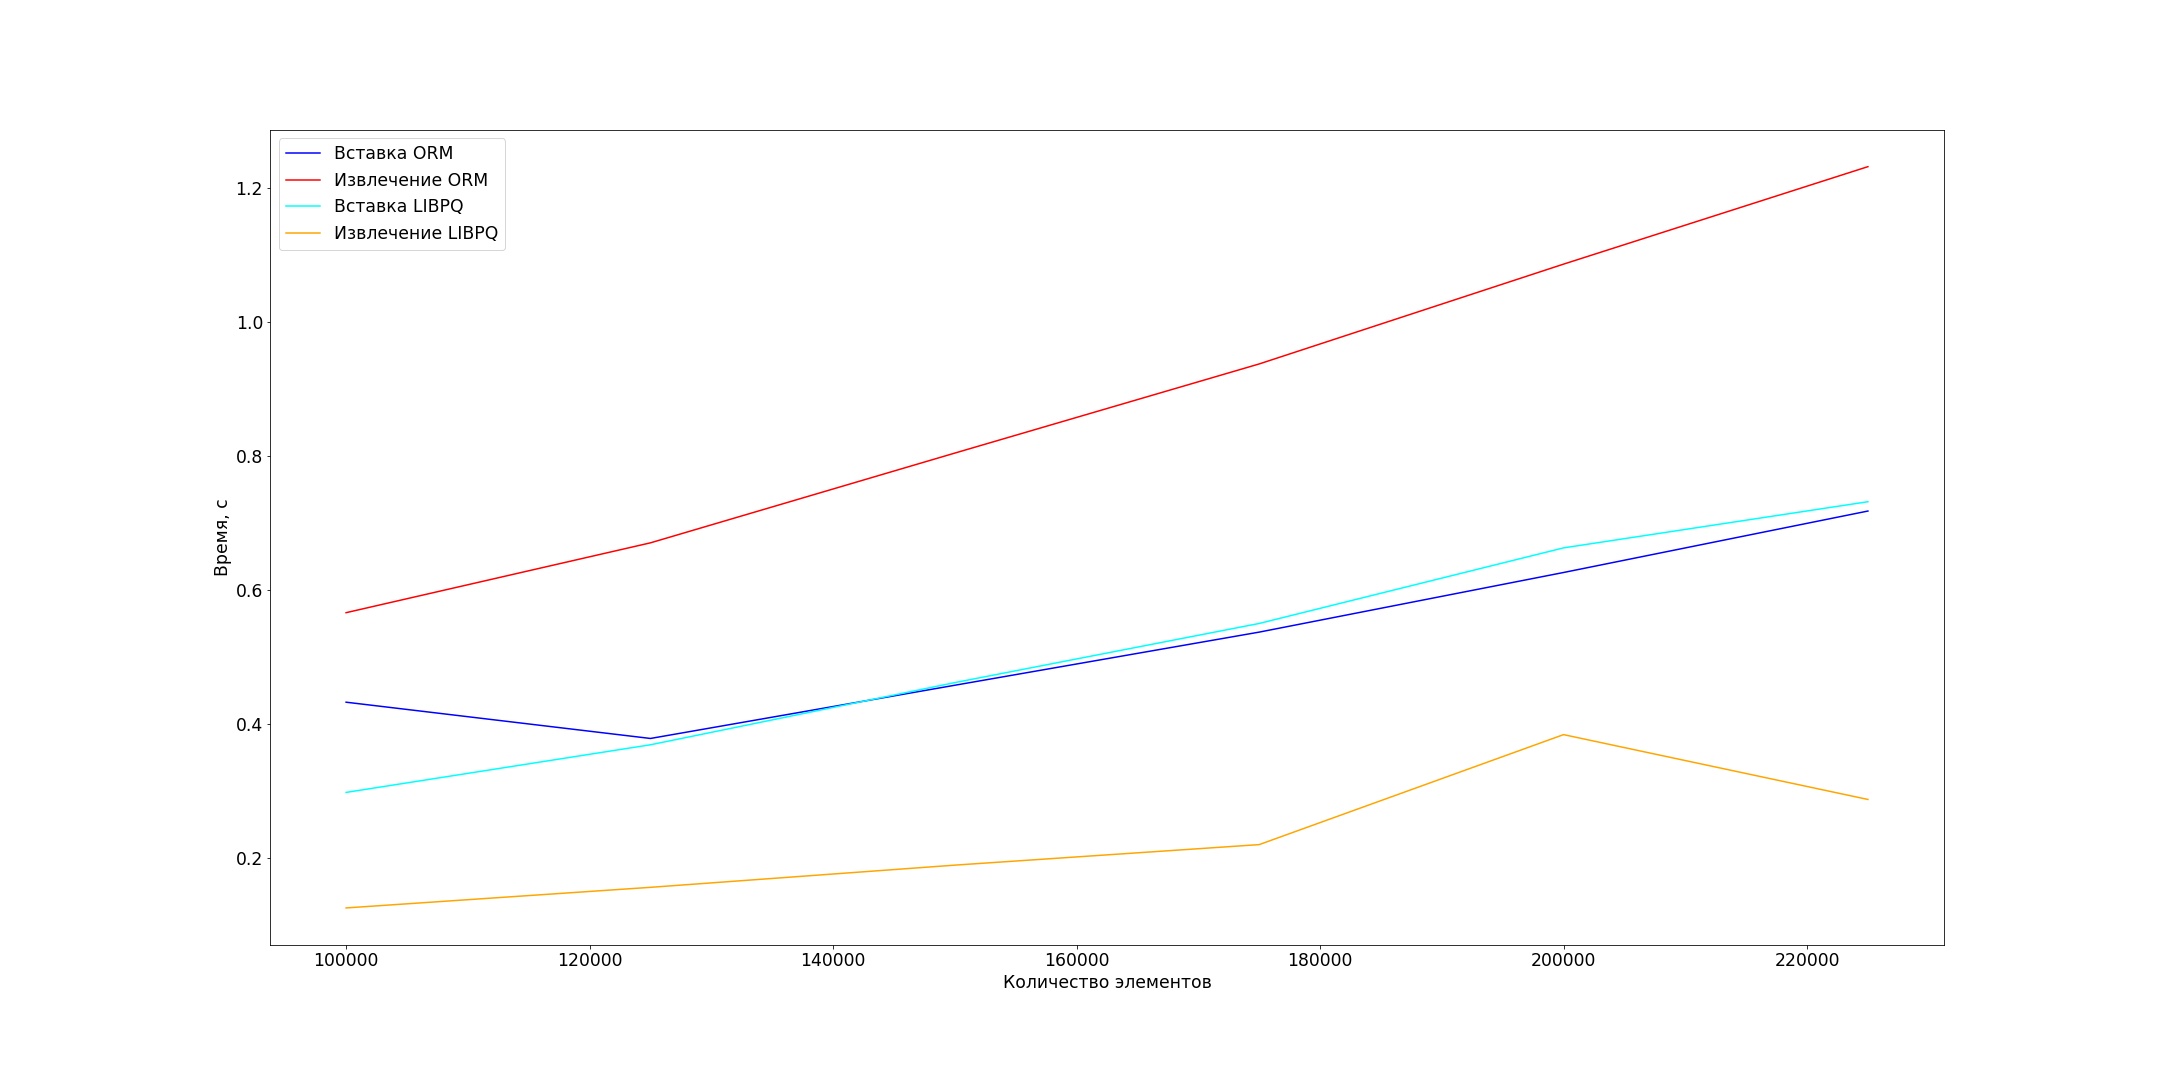 Вставка ORM
Извлечение ORM
Вставка LIBPQ
Извлечение LIBPQ
1.2
1.0
0.8
0.6
0.4
0.2
Время, с
100000 120000 140000 160000 180000 200000 220000
Количество элементов